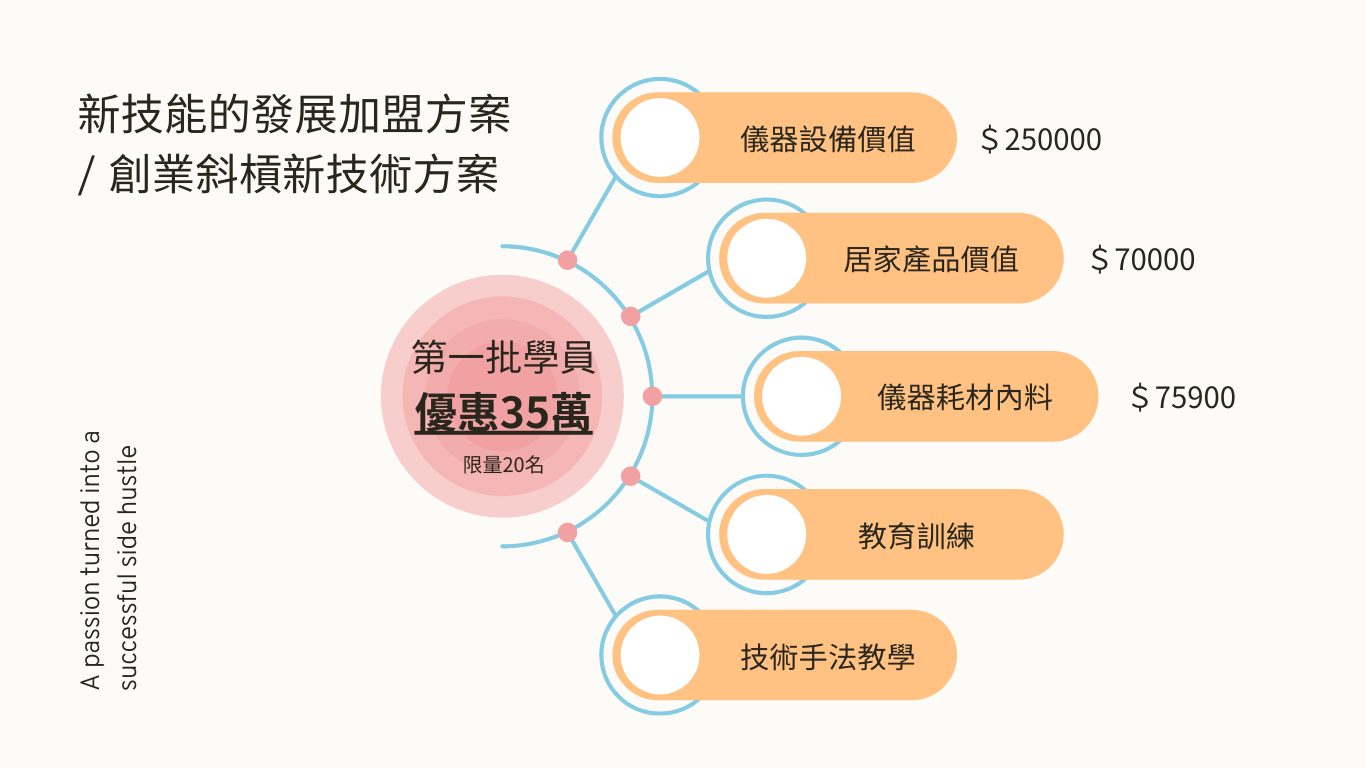 新技能的發展加盟方案
/ 創業斜槓新技術方案
儀器設備價值
$ 250000
居家產品價值
$ 70000
第一批學員
優惠35萬
限量20名
儀器耗材內料
$ 75900
教育訓練
技術手法教學
A passion turned into a
successful side hustle